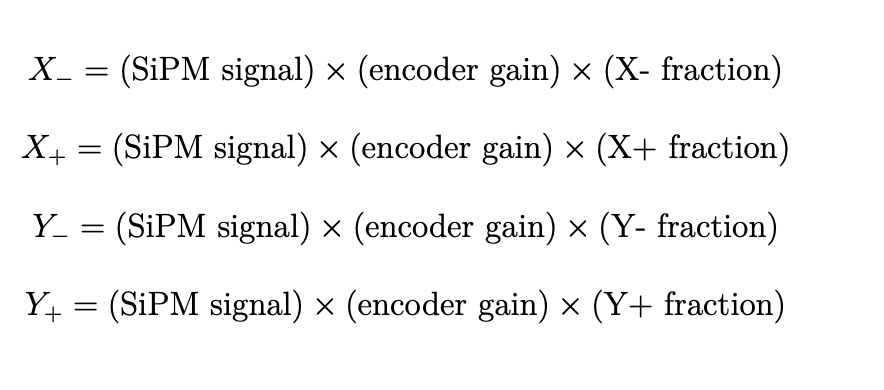 X₋ = (SiPM signal) × (encoder gain) × (X- fraction)
X₊ = (SiPM signal) × (encoder gain) × (X+ fraction)
Y₋ = (SiPM signal) × (encoder gain) × (Y- fraction)
Y₊ = (SiPM signal) × (encoder gain) × (Y+ fraction)